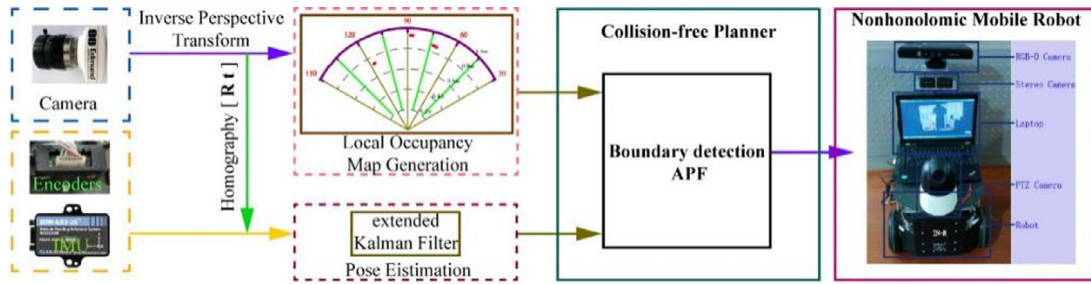 Inverse Perspective
Transform
Camera
Encoders
IMU
Homography [ R t ]
150
120
90
60
30
Local Occupancy
Map Generation
extended
Kalman Filter
Pose Eistimation
Collision-free Planner
Boundary detection
APF
Nonhonolomic Mobile Robot
RGB-D Camera
Stereo Camera
Laptop
PTZ Camera
Robot